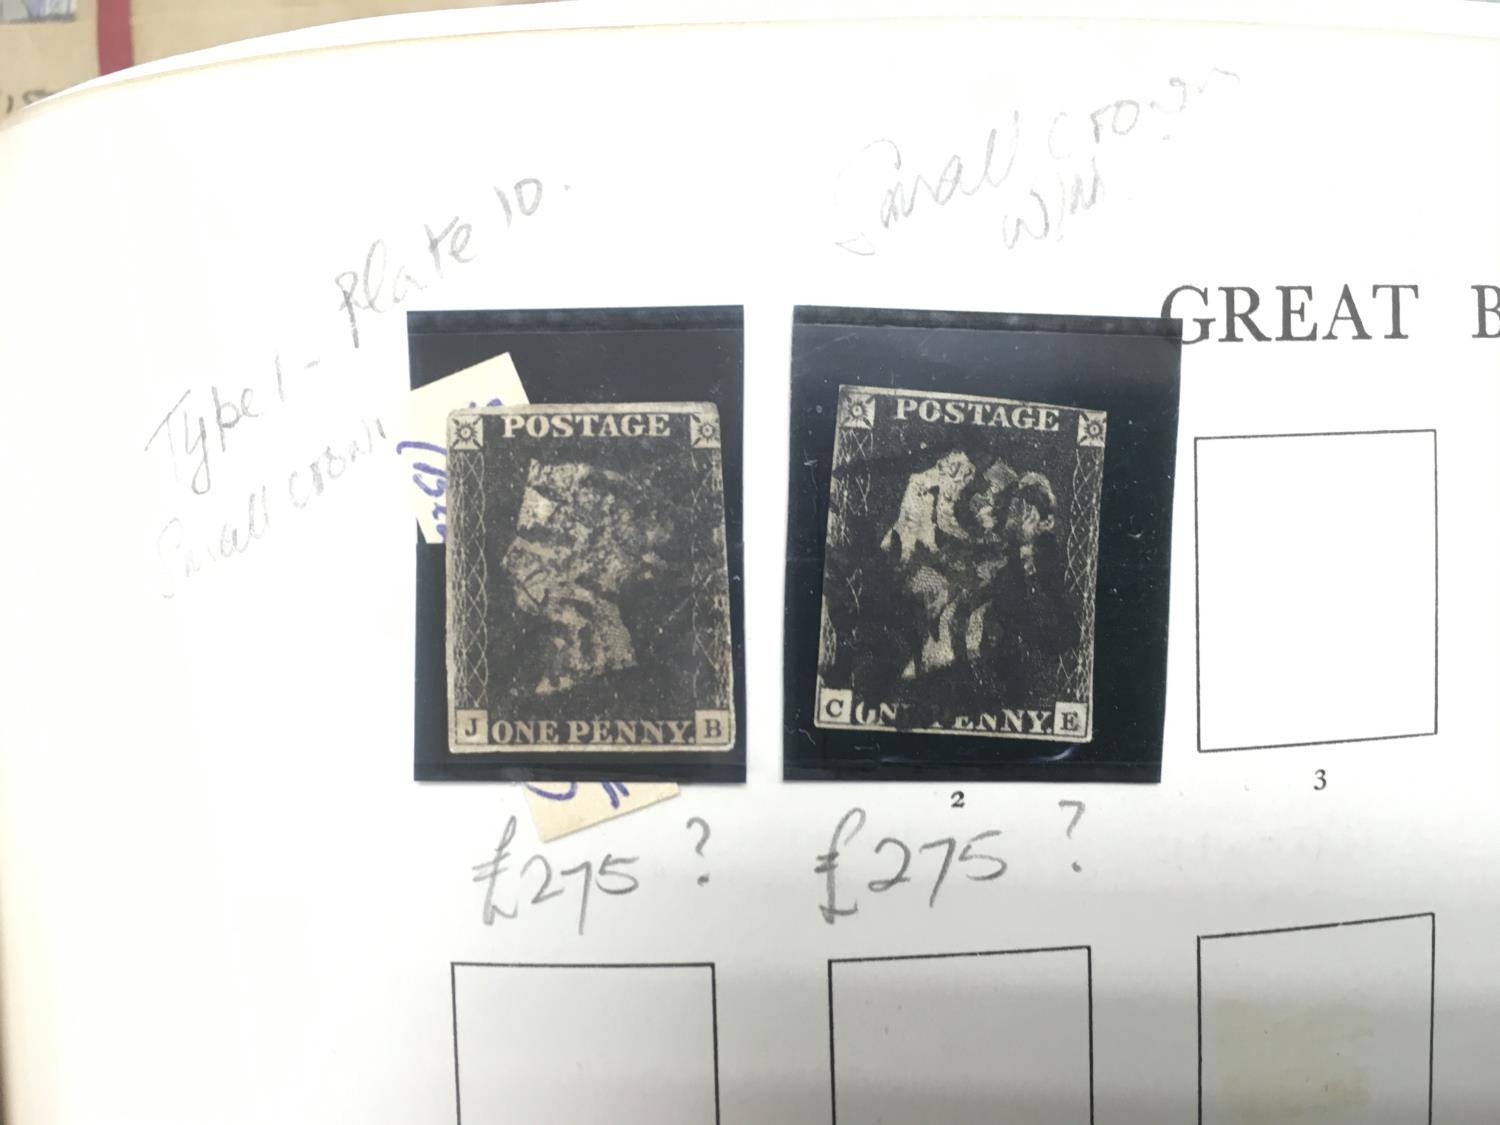 Type 1 - Plate 10.
Small crown
Small crown
WM
GREAT B
POSTAGE
J ONE PENNY. B
POSTAGE
C ONE PENNY. E
2
3
£275 ?
£275 ?